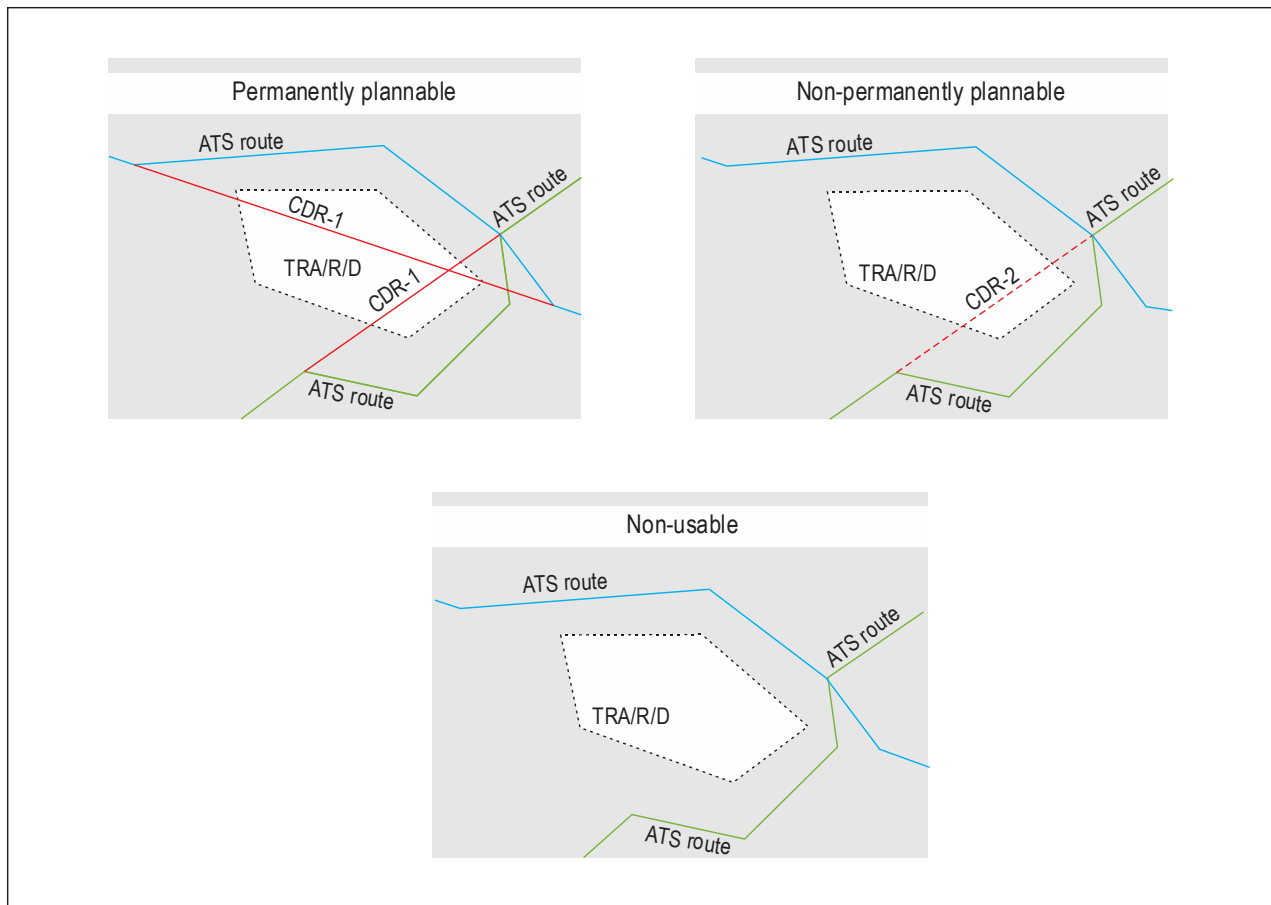 Permanently plannable
ATS route
ATS route
CDR-1
TRA/R/D
CDR-1
ATS route
Non-permanently plannable
ATS route
ATS route
TRA/R/D
CDR-2
ATS route
Non-usable
ATS route
ATS route
TRA/R/D
ATS route